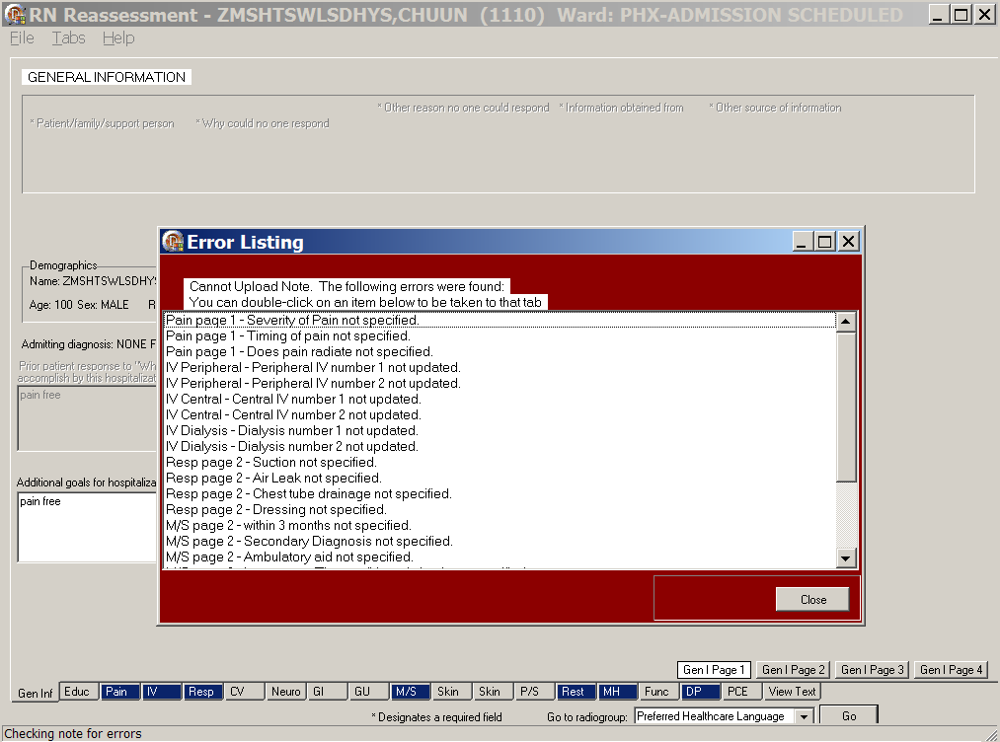 RN Reassessment - ZMSHTSWLSDHYS,CHUUN (1110) Ward: PHX-ADMISSION SCHEDULED
File Tabs Help
GENERAL INFORMATION
* Other reason no one could respond * Information obtained from * Other source of information
* Patient/family/support person * Why could no one respond
Error Listing
Cannot Upload Note. The following errors were found:
You can double-click on an item below to be taken to that tab
Demographics
Name: ZMSHTSWLSDHYS
Age: 100 Sex: MALE R
Admitting diagnosis: NONE F
Prior patient response to "Wh
accomplish by this hospitalizat
pain free
Additional goals for hospitaliza
pain free
Pain page 1 - Severity of Pain not specified.
Pain page 1 - Timing of pain not specified.
Pain page 1 - Does pain radiate not specified.
IV Peripheral - Peripheral IV number 1 not updated.
IV Peripheral - Peripheral IV number 2 not updated.
IV Central - Central IV number 1 not updated.
IV Central - Central IV number 2 not updated.
IV Dialysis - Dialysis number 1 not updated.
IV Dialysis - Dialysis number 2 not updated.
Resp page 2 - Suction not specified.
Resp page 2 - Air Leak not specified.
Resp page 2 - Chest tube drainage not specified.
Resp page 2 - Dressing not specified.
M/S page 2 - within 3 months not specified.
M/S page 2 - Secondary Diagnosis not specified.
M/S page 2 - Ambulatory aid not specified.
Close
Gen I Page 1 Gen I Page 2 Gen I Page 3 Gen I Page 4
Gen Inf Educ Pain IV Resp CV Neuro GI GU M/S Skin Skin P/S Rest MH Func DP PCE View Text
* Designates a required field Go to radiogroup: Preferred Healthcare Language Go
Checking note for errors